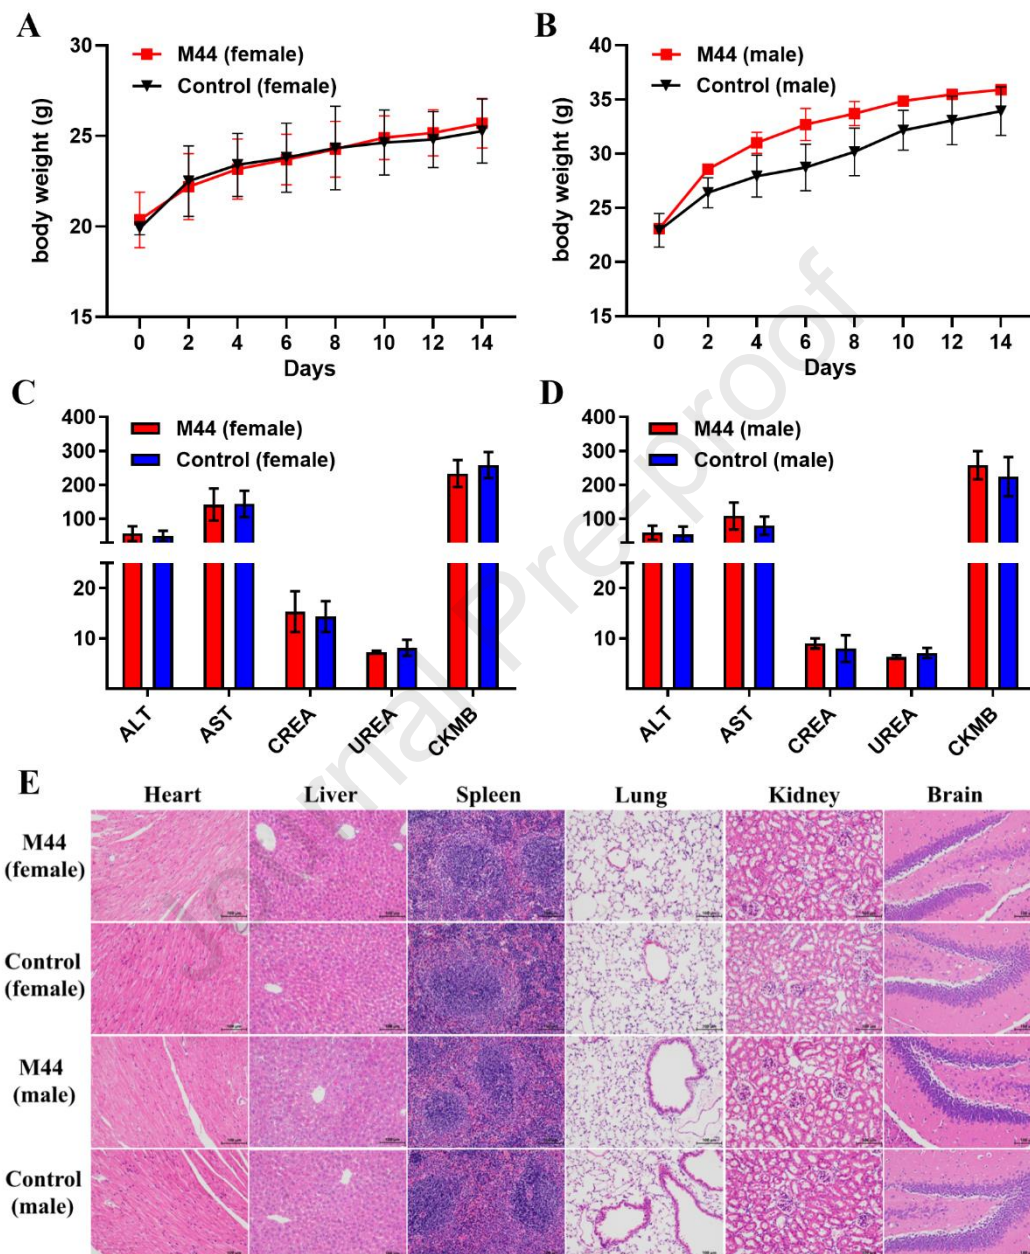 A
M44 (female)
Control (female)
body weight (g)
30
25
20
15
0 2 4 6 8 10 12 14
Days
B
M44 (male)
Control (male)
body weight (g)
40
35
30
25
20
15
0 2 4 6 8 10 12 14
Days
C
M44 (female)
Control (female)
400
300
200
100
20
10
ALT AST CREA UREA CKMB
D
M44 (male)
Control (male)
400
300
200
100
20
10
ALT AST CREA UREA CKMB
E
Heart Liver Spleen Lung Kidney Brain
M44
(female)
Control
(female)
M44
(male)
Control
(male)
Journal Pre-proof